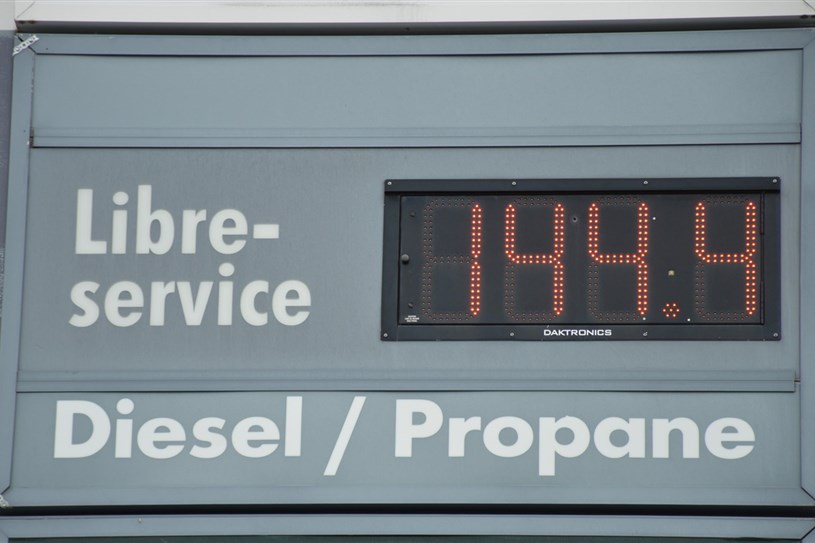 Libre-
service
144.4
DAKTRONICS
Diesel / Propane